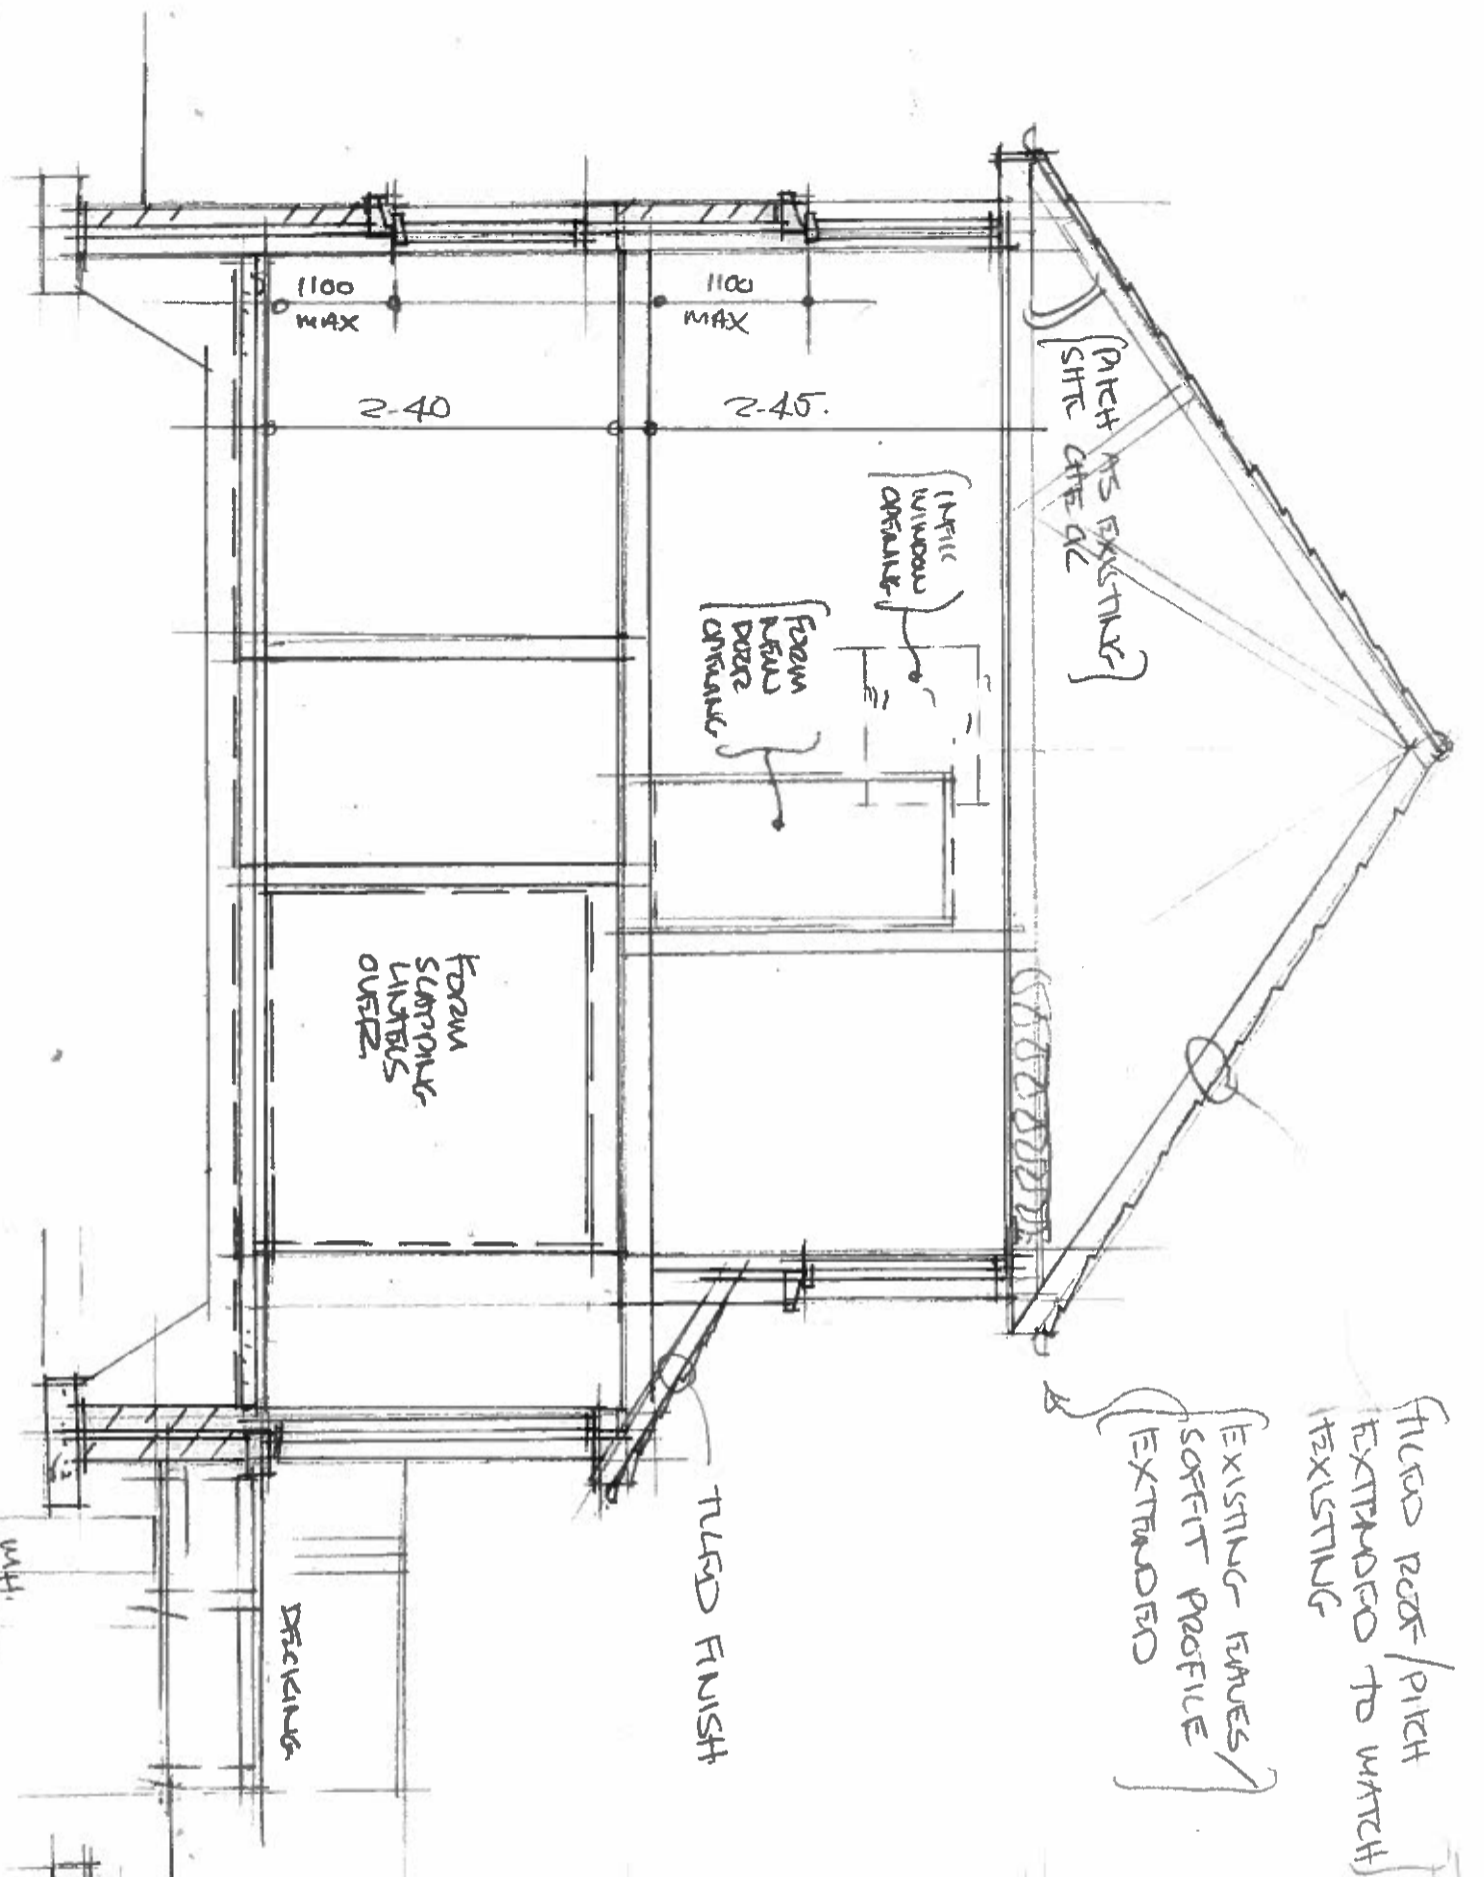 1100
MAX
1100
MAX
2-40
2-45.
PITCH AS EXISTING
SITE CHECK
INFILL
WINDOW
OPENING
FORM
NEW
DOOR
OPENING
FORM
SLAPPING
LINTELS
OVER
TILED ROOF/PITCH
EXTENDED TO MATCH
EXISTING
EXISTING EAVES/
SOFFIT PROFILE
EXTENDED
TILED FINISH
DECKING
MH.